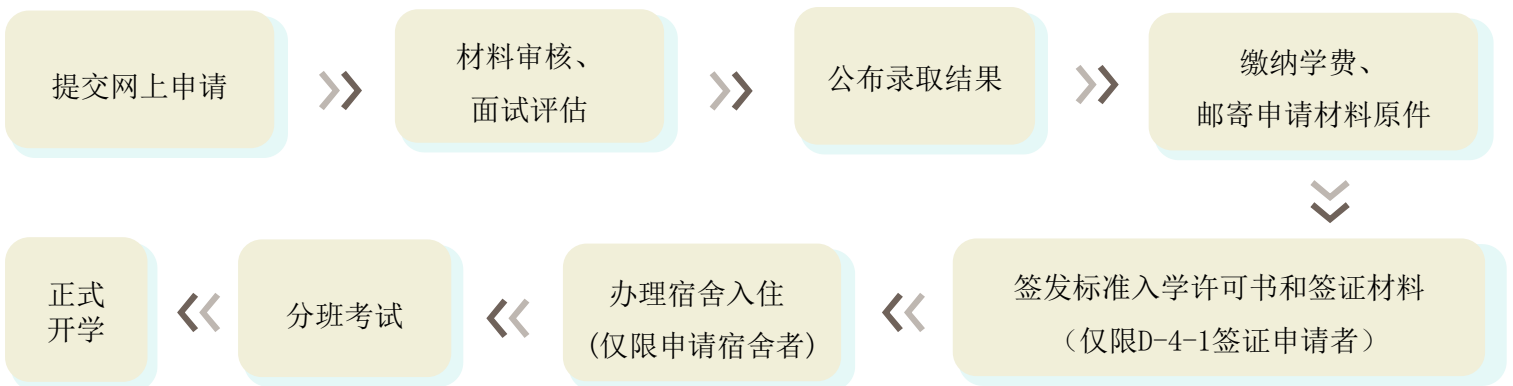 提交网上申请
材料审核、
面试评估
公布录取结果
缴纳学费、
邮寄申请材料原件
签发标准入学许可书和签证材料
（仅限D-4-1签证申请者）
办理宿舍入住
(仅限申请宿舍者)
分班考试
正式
开学